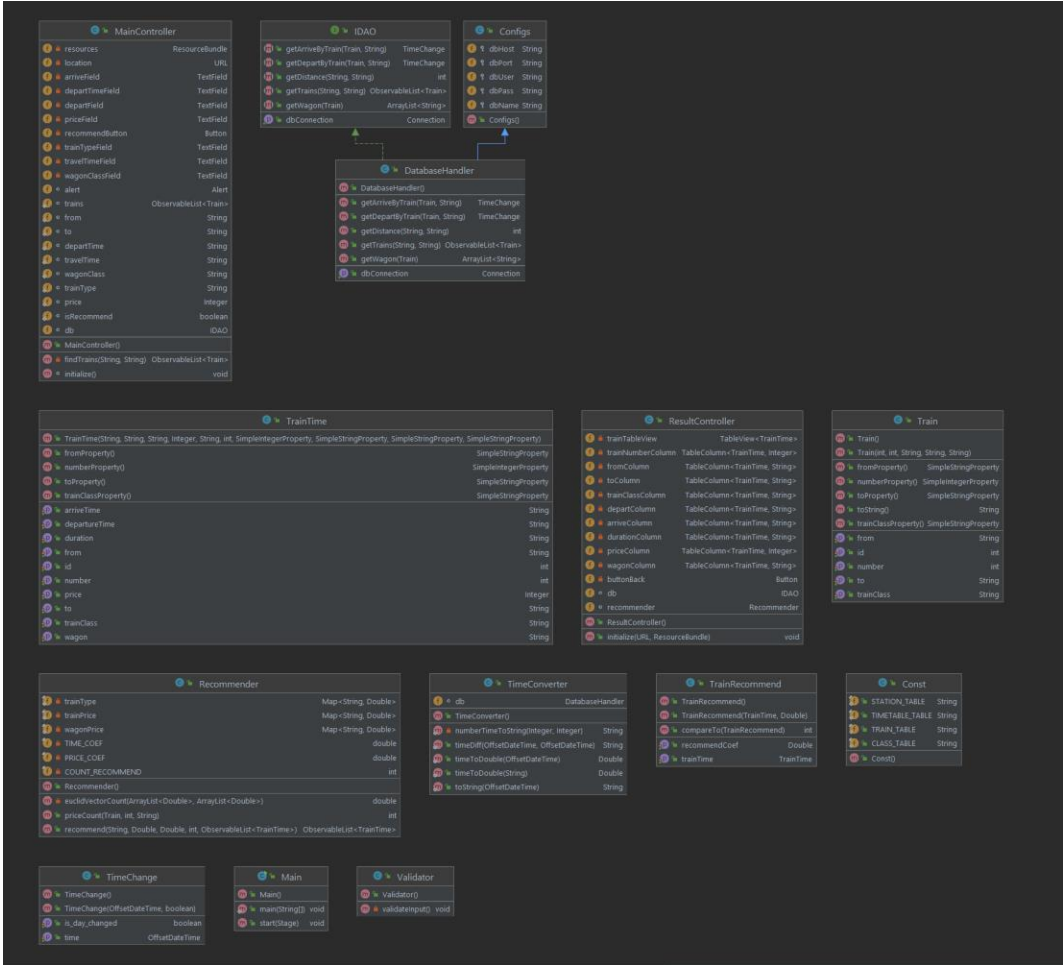 MainController
resources ResourceBundle
location URL
arriveField TextField
departTimeField TextField
departField TextField
priceField TextField
recommendButton Button
trainTypeField TextField
travelTimeField TextField
wagonClassField TextField
alert Alert
trains ObservableList<Train>
from String
to String
departTime String
travelTime String
wagonClass String
trainType String
price Integer
isRecommend boolean
db IDAO
MainController()
findTrains(String, String) ObservableList<Train>
initialize() void
IDAO
getArriveByTrain(Train, String) TimeChange
getDepartByTrain(Train, String) TimeChange
getDistance(String, String) int
getTrains(String, String) ObservableList<Train>
getWagon(Train) ArrayList<String>
dbConnection Connection
Configs
dbHost String
dbPort String
dbUser String
dbPass String
dbName String
Configs()
DatabaseHandler
DatabaseHandler()
getArriveByTrain(Train, String) TimeChange
getDepartByTrain(Train, String) TimeChange
getDistance(String, String) int
getTrains(String, String) ObservableList<Train>
getWagon(Train) ArrayList<String>
dbConnection Connection
TrainTime
TrainTime(String, String, String, Integer, String, int, SimpleIntegerProperty, SimpleStringProperty, SimpleStringProperty, SimpleStringProperty)
fromProperty() SimpleStringProperty
numberProperty() SimpleIntegerProperty
toProperty() SimpleStringProperty
trainClassProperty() SimpleStringProperty
arriveTime String
departureTime String
duration String
from String
id int
number int
price Integer
to String
trainClass String
wagon String
ResultController
trainTableView TableView<TrainTime>
trainNumberColumn TableColumn<TrainTime, Integer>
fromColumn TableColumn<TrainTime, String>
toColumn TableColumn<TrainTime, String>
trainClassColumn TableColumn<TrainTime, String>
departColumn TableColumn<TrainTime, String>
arriveColumn TableColumn<TrainTime, String>
durationColumn TableColumn<TrainTime, String>
priceColumn TableColumn<TrainTime, Integer>
wagonColumn TableColumn<TrainTime, String>
buttonBack Button
db IDAO
recommender Recommender
ResultController()
initialize(URL, ResourceBundle) void
Train
Train()
Train(int, int, String, String, String)
fromProperty() SimpleStringProperty
numberProperty() SimpleIntegerProperty
toProperty() SimpleStringProperty
toString() String
trainClassProperty() SimpleStringProperty
from String
id int
number int
to String
trainClass String
Recommender
trainType Map<String, Double>
trainPrice Map<String, Double>
wagonPrice Map<String, Double>
TIME_COEF double
PRICE_COEF double
COUNT_RECOMMEND int
Recommender()
euclidVectorCount(ArrayList<Double>, ArrayList<Double>) double
priceCount(Train, int, String) int
recommend(String, Double, Double, int, ObservableList<TrainTime>) ObservableList<TrainTime>
TimeConverter
db DatabaseHandler
TimeConverter()
numberTimeToString(Integer, Integer) String
timeDiff(OffsetDateTime, OffsetDateTime) String
timeToDouble(OffsetDateTime) Double
timeToDouble(String) Double
toString(OffsetDateTime) String
TrainRecommend
TrainRecommend()
TrainRecommend(TrainTime, Double)
compareTo(TrainRecommend) int
recommendCoef Double
trainTime TrainTime
Const
STATION_TABLE String
TIMETABLE_TABLE String
TRAIN_TABLE String
CLASS_TABLE String
Const()
TimeChange
TimeChange()
TimeChange(OffsetDateTime, boolean)
is_day_changed boolean
time OffsetDateTime
Main
Main()
main(String[]) void
start(Stage) void
Validator
Validator()
validateInput() void